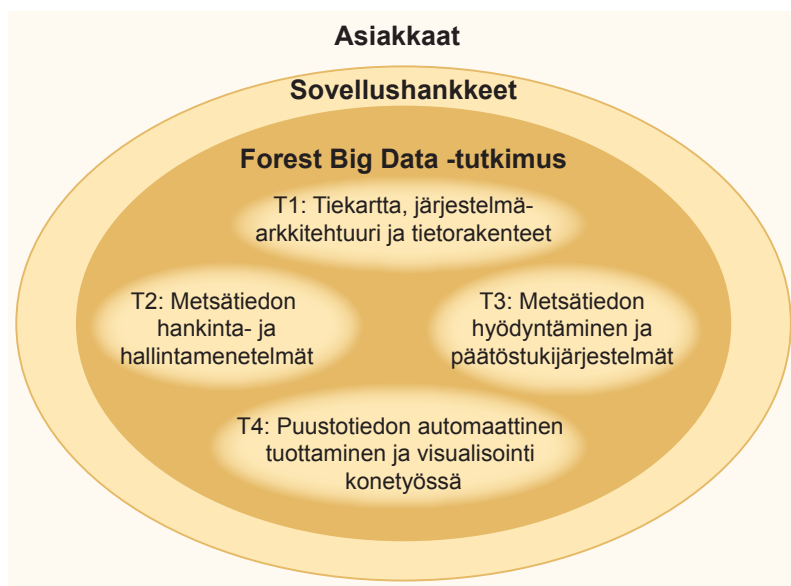 Asiakkaat
Sovellushankkeet
Forest Big Data -tutkimus
T1: Tiekartta, järjestelmä-
arkkitehtuuri ja tietorakenteet
T2: Metsätiedon
hankinta- ja
hallintamenetelmät
T3: Metsätiedon
hyödyntäminen ja
päätöstukijärjestelmät
T4: Puustotiedon automaattinen
tuottaminen ja visualisointi
konetyössä